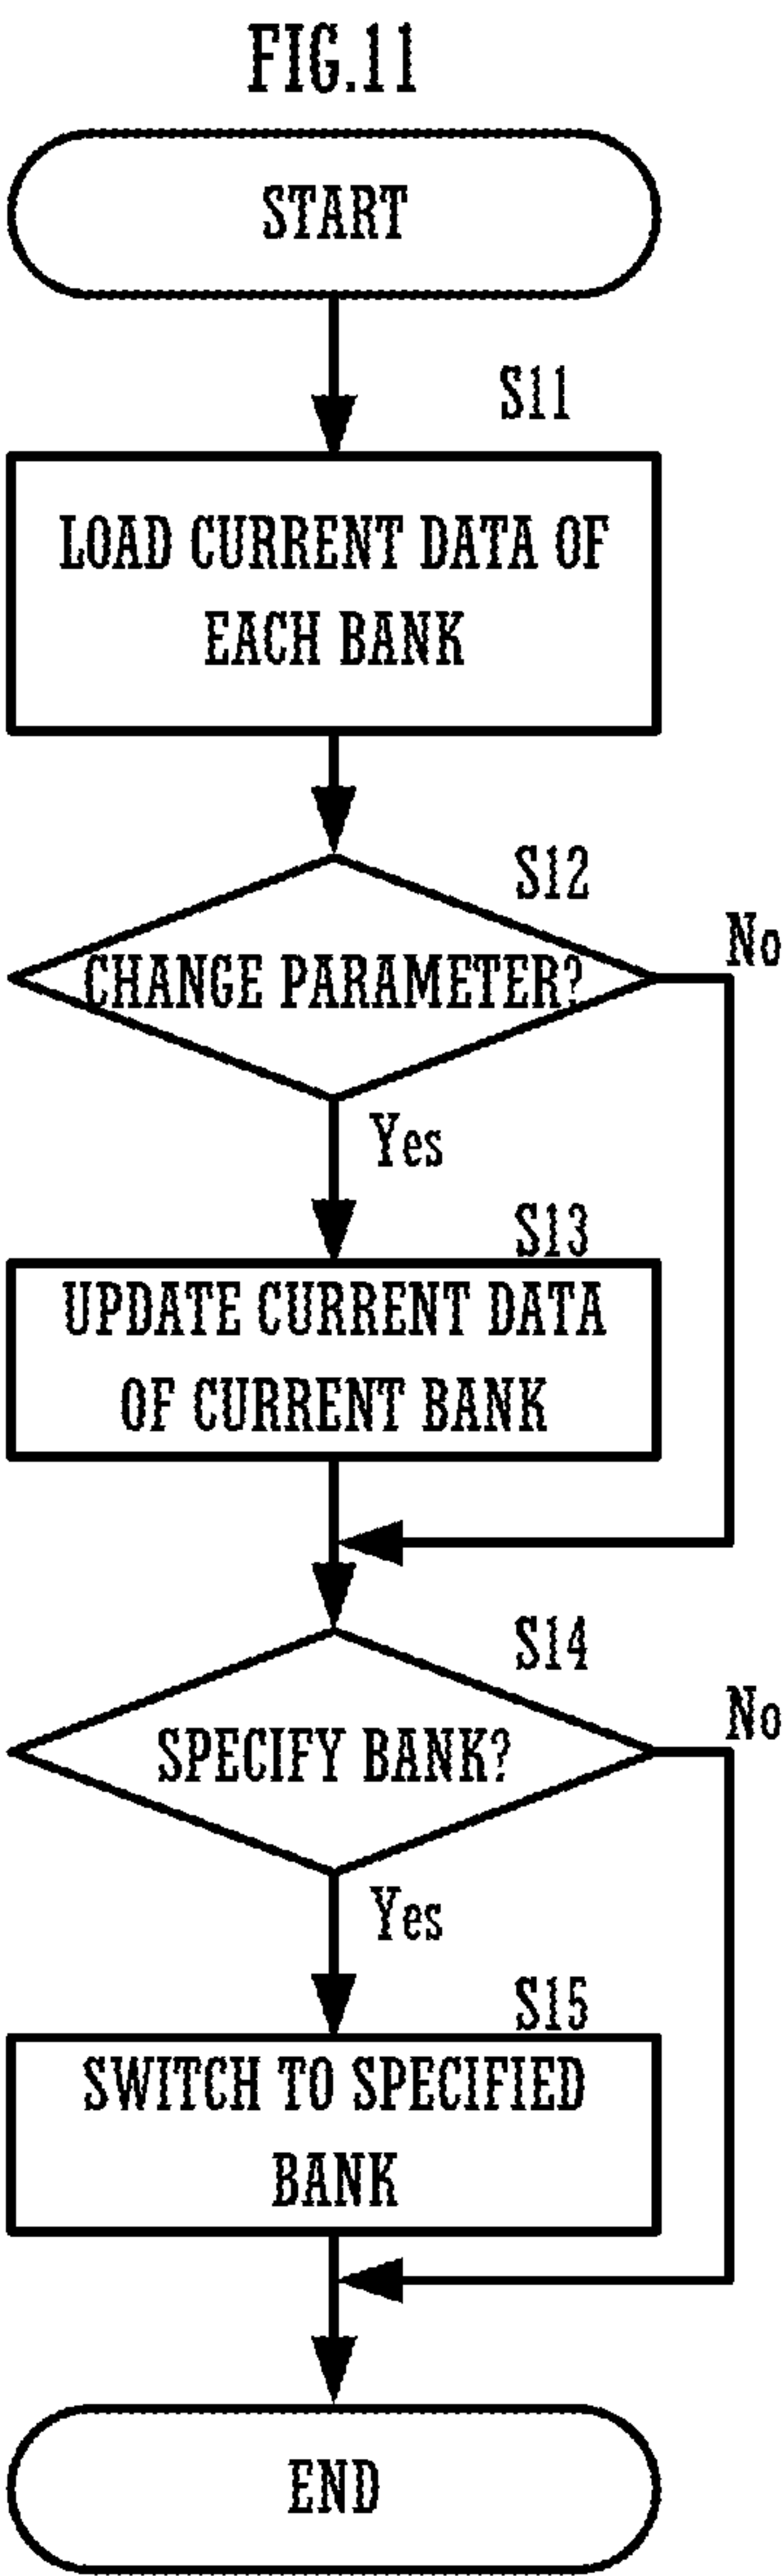 FIG.11
START
S11
LOAD CURRENT DATA OF
EACH BANK
S12
No
CHANGE PARAMETER?
Yes
S13
UPDATE CURRENT DATA
OF CURRENT BANK
S14
No
SPECIFY BANK?
Yes
S15
SWITCH TO SPECIFIED
BANK
END